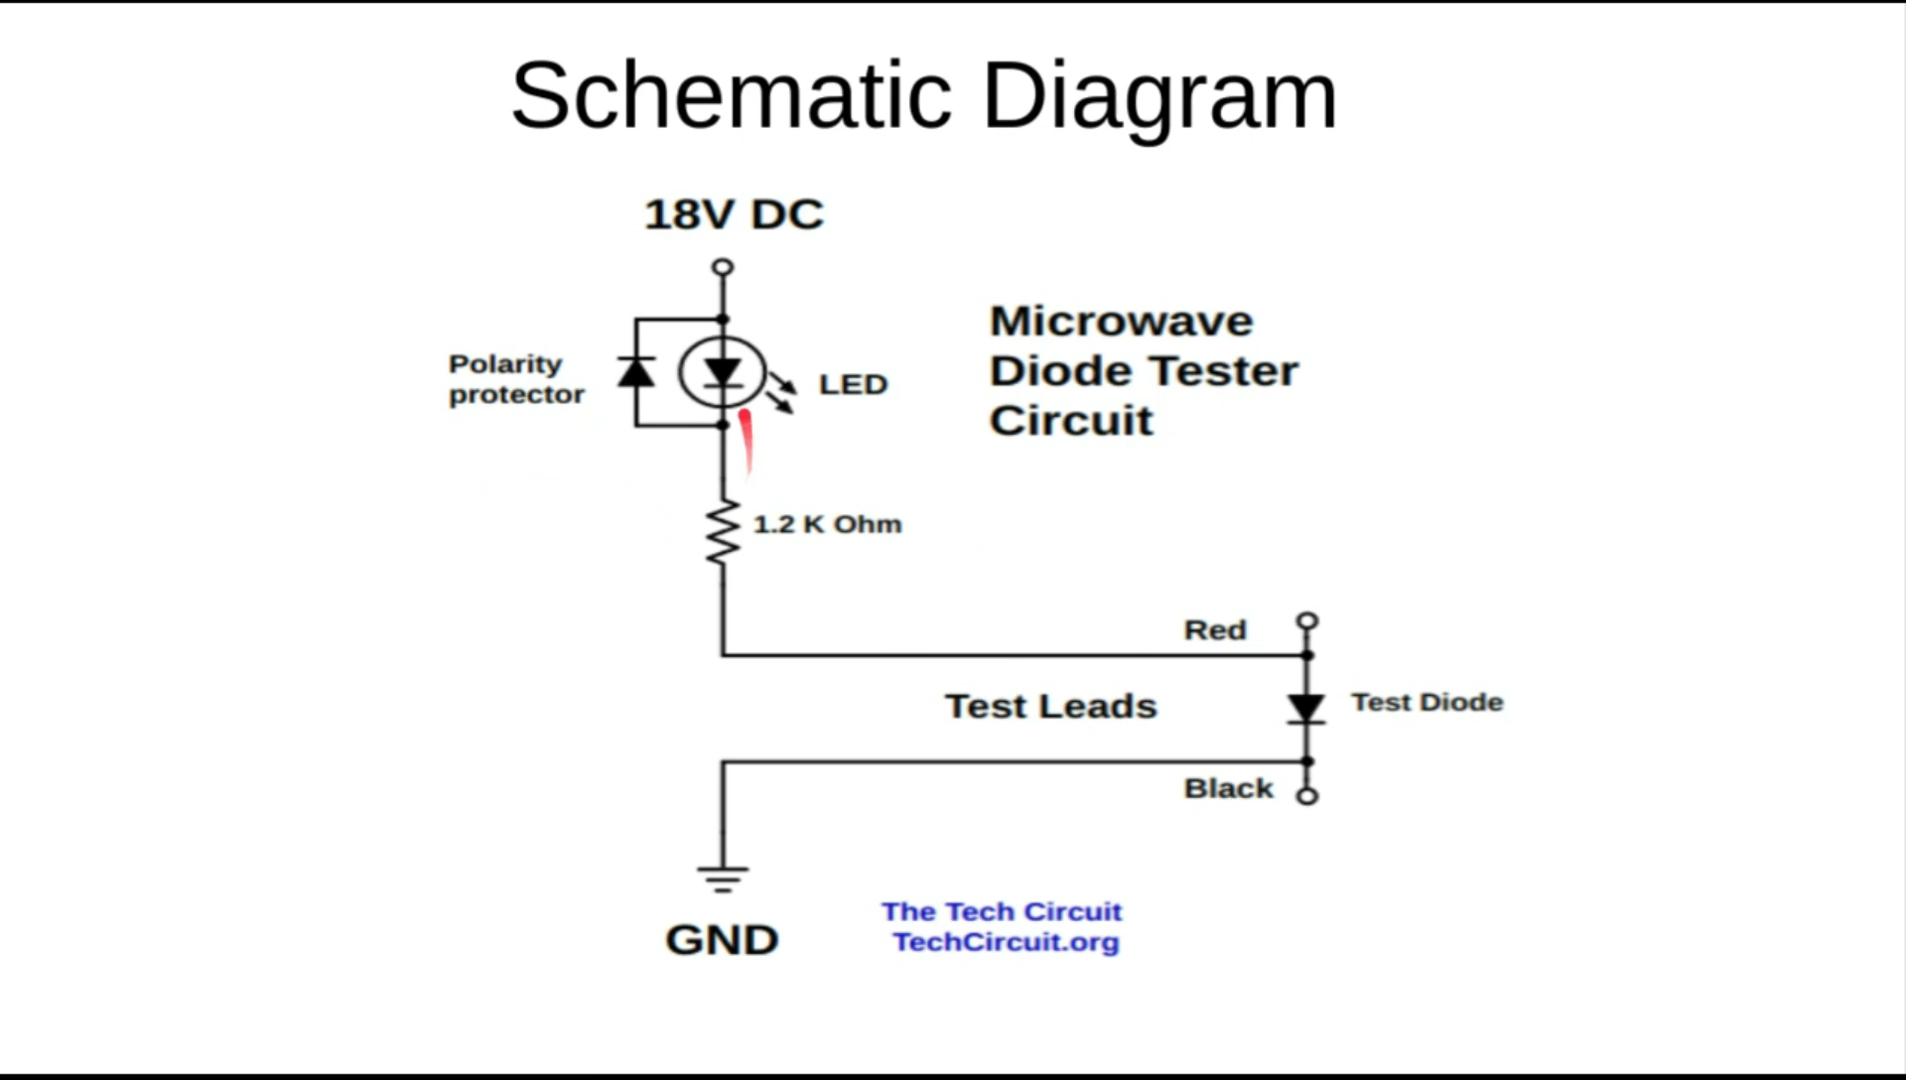 Schematic Diagram
18V DC
Polarity
protector
LED
Microwave
Diode Tester
Circuit
1.2 K Ohm
Red
Test Leads
Test Diode
Black
GND
The Tech Circuit
TechCircuit.org